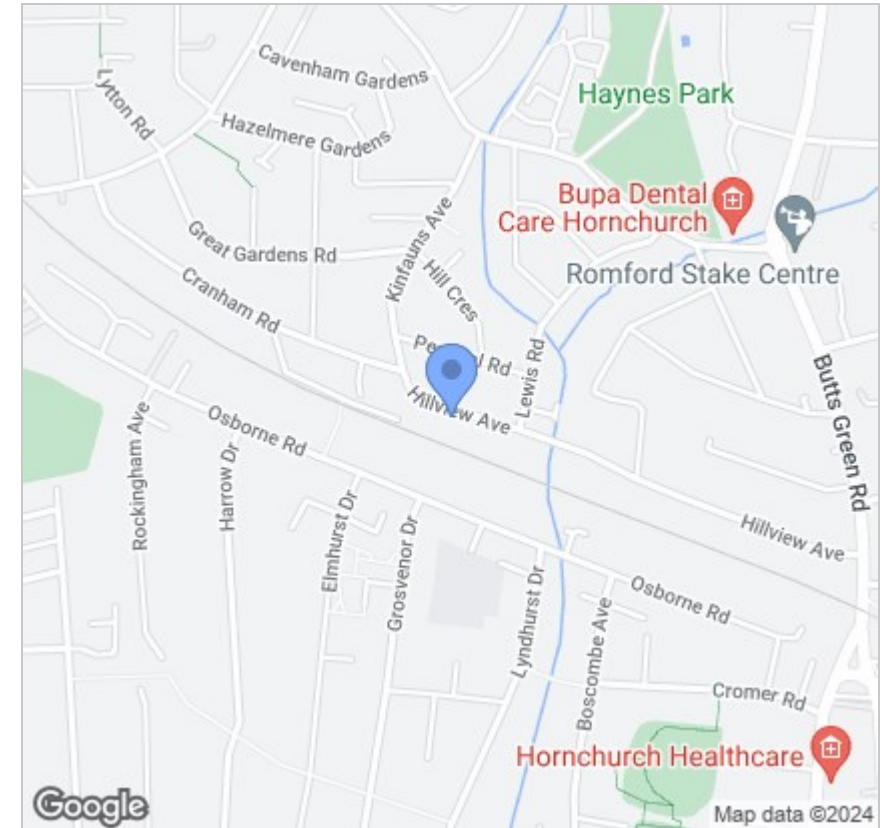 Cavenham Gardens
Lytton Rd
Haynes Park
Hazelmere Gardens
Bupa Dental
Care Hornchurch
Kinfauns Ave
Great Gardens Rd
Hill Cres
Romford Stake Centre
Cranham Rd
Rd
Lewis Rd
Butts Green Rd
Hillview Ave
Rockingham Ave
Osborne Rd
Harrow Dr
Elmhurst Dr
Grosvenor Dr
Hillview Ave
Lyndhurst Dr
Osborne Rd
Boscombe Ave
Cromer Rd
Hornchurch Healthcare
Google
Map data ©2024